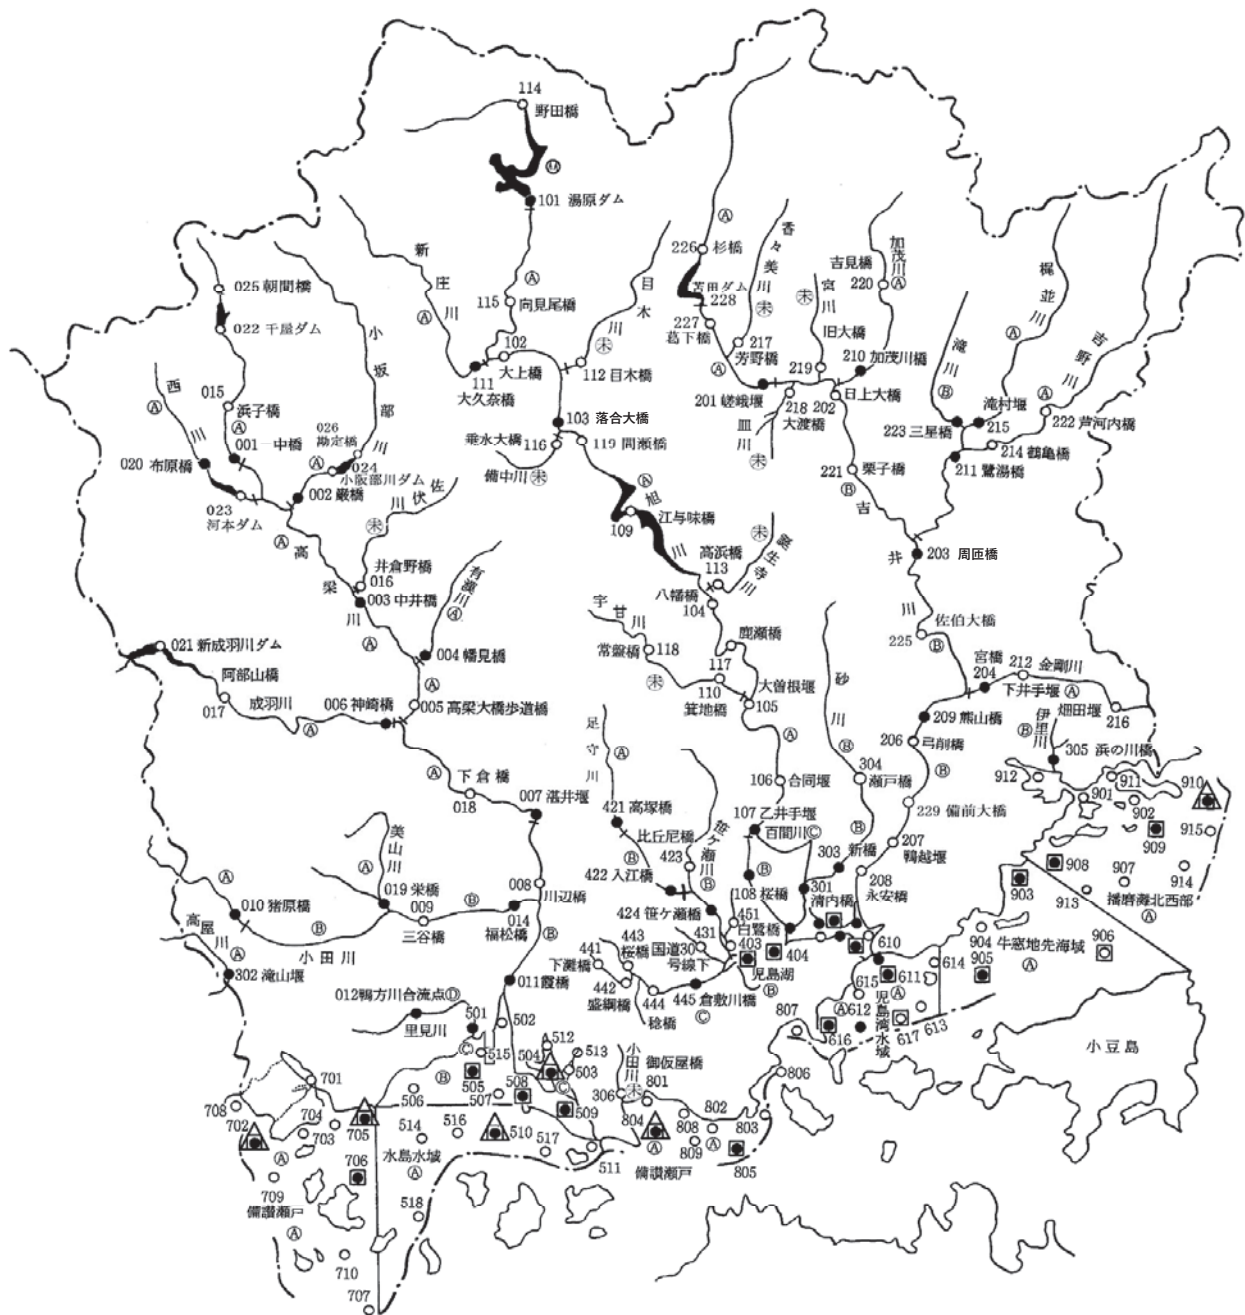 114
野田橋
Ⓜ
101 湯原ダム
新庄川
Ⓐ
Ⓐ
115
向見尾橋
102
大上橋
111
大久奈橋
目木川
㊍
112 目木橋
103 落合大橋
垂水大橋
116
119 同瀬橋
備中川
Ⓐ
旭川
109
江与味橋
高浜橋
113
誕生寺川
八幡橋
104
宇甘川
常盤橋
118
鹿瀬橋
117
110
箕地橋
大曽根堰
105
Ⓐ
106 合同堰
107 乙井手堰
百間川Ⓒ
Ⓑ
108 桜橋
025 朝間橋
022 千屋ダム
015
浜子橋
Ⓐ
001 一中橋
西川
Ⓐ
020 布原橋
023
河本ダム
小坂部川
026
勘定橋
Ⓐ
024
小阪部川ダム
002 巌橋
佐伏川
Ⓐ
高梁川
井倉野橋
016
003 中井橋
Ⓐ
有漢川
Ⓐ
004 幡見橋
Ⓐ
021 新成羽川ダム
阿部山橋
017
成羽川
Ⓐ
006 神崎橋
005 高梁大橋歩道橋
Ⓐ
下倉橋
018
007 湛井堰
美山川
Ⓐ
019 栄橋
009
三谷橋
Ⓑ
008
川辺橋
014
福松橋
Ⓑ
Ⓐ
010 猪原橋
Ⓑ
小田川
高屋川
Ⓐ
302 滝山堰
011 霞橋
012 鴨方川合流点Ⓓ
里見川
226
杉橋
Ⓐ
苫田ダム
228
227
葛下橋
Ⓐ
香々美川
217
芳野橋
201 嵯峨堰
宮川
旧大橋
219
218
大渡橋
皿川
加茂川
Ⓐ
吉見橋
220
210 加茂川橋
202
日上大橋
221
栗子橋
Ⓑ
吉井川
滝川
Ⓑ
223 三星橋
梶並川
Ⓐ
滝村堰
215
吉野川
Ⓐ
222 芦河内橋
214 鶴亀橋
211 鷺湯橋
203 周匝橋
佐伯大橋
225
Ⓑ
宮橋
204
212 金剛川
下井手堰
Ⓐ
216
畑田堰
209 熊山橋
206
弓削橋
Ⓑ
229 備前大橋
207
鴨越堰
208
永安橋
砂川
Ⓑ
304
瀬戸橋
Ⓑ
新橋
303
301
清内橋
伊里川
Ⓑ
305 浜の川橋
912
911
901
902
910
909
915
908
907
914
903
913
播磨灘北西部
Ⓐ
904
牛窓地先海域
Ⓐ
905
906
足守川
Ⓐ
421 高塚橋
Ⓑ
422 入江橋
比丘尼橋
423
笹ヶ瀬川
Ⓑ
424 笹ケ瀬橋
451
白鷺橋
443
桜橋
431
国道30
号線下
403
404
児島湖
Ⓑ
441
下灘橋
442
盛綱橋
444
稔橋
445 倉敷川橋
Ⓒ
610
611
614
615
Ⓐ
612
613
616
617
児島湾水域
Ⓐ
小豆島
501
502
Ⓒ
515
512
504
513
503
Ⓒ
505
508
509
506
507
Ⓑ
514
516
510
517
511
水島水域
Ⓐ
518
小田川
御仮屋橋
306
801
802
803
804
808
809
805
806
807
Ⓐ
Ⓐ
備讃瀬戸
701
708
702
704
703
705
706
Ⓐ
709
備讃瀬戸
Ⓐ
710
707